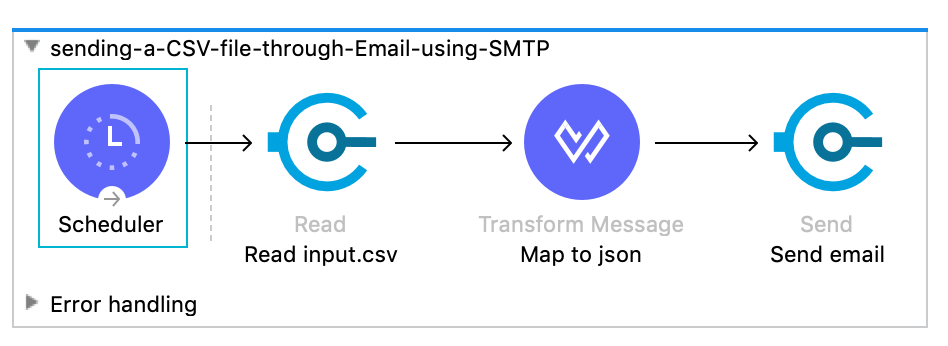 sending-a-CSV-file-through-Email-using-SMTP
Scheduler
Read
Read input.csv
Transform Message
Map to json
Send
Send email
Error handling